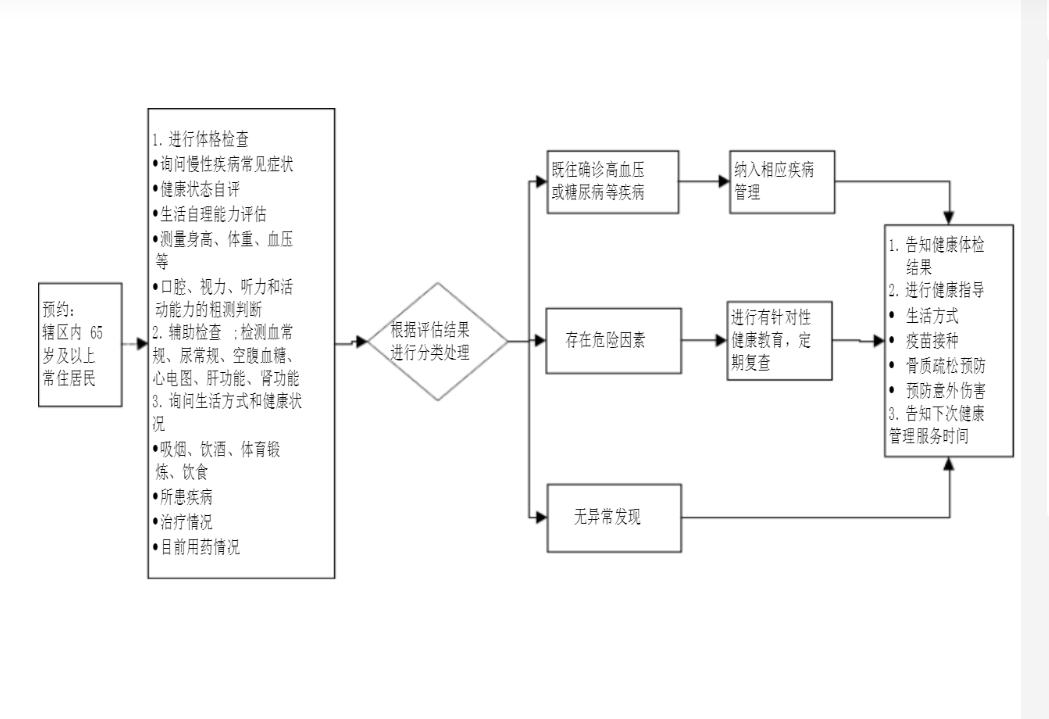 预约：
辖区内 65
岁及以上
常住居民
1. 进行体格检查
•询问慢性疾病常见症状
•健康状态自评
•生活自理能力评估
•测量身高、体重、血压
等
•口腔、视力、听力和活
动能力的粗测判断
2. 辅助检查 ;检测血常
规、尿常规、空腹血糖、
心电图、肝功能、肾功能
3. 询问生活方式和健康状
况
•吸烟、饮酒、体育锻
炼、饮食
•所患疾病
•治疗情况
•目前用药情况
根据评估结果
进行分类处理
既往确诊高血压
或糖尿病等疾病
纳入相应疾病
管理
存在危险因素
进行有针对性
健康教育，定
期复查
无异常发现
1. 告知健康体检
结果
2. 进行健康指导
• 生活方式
• 疫苗接种
• 骨质疏松预防
• 预防意外伤害
3. 告知下次健康
管理服务时间